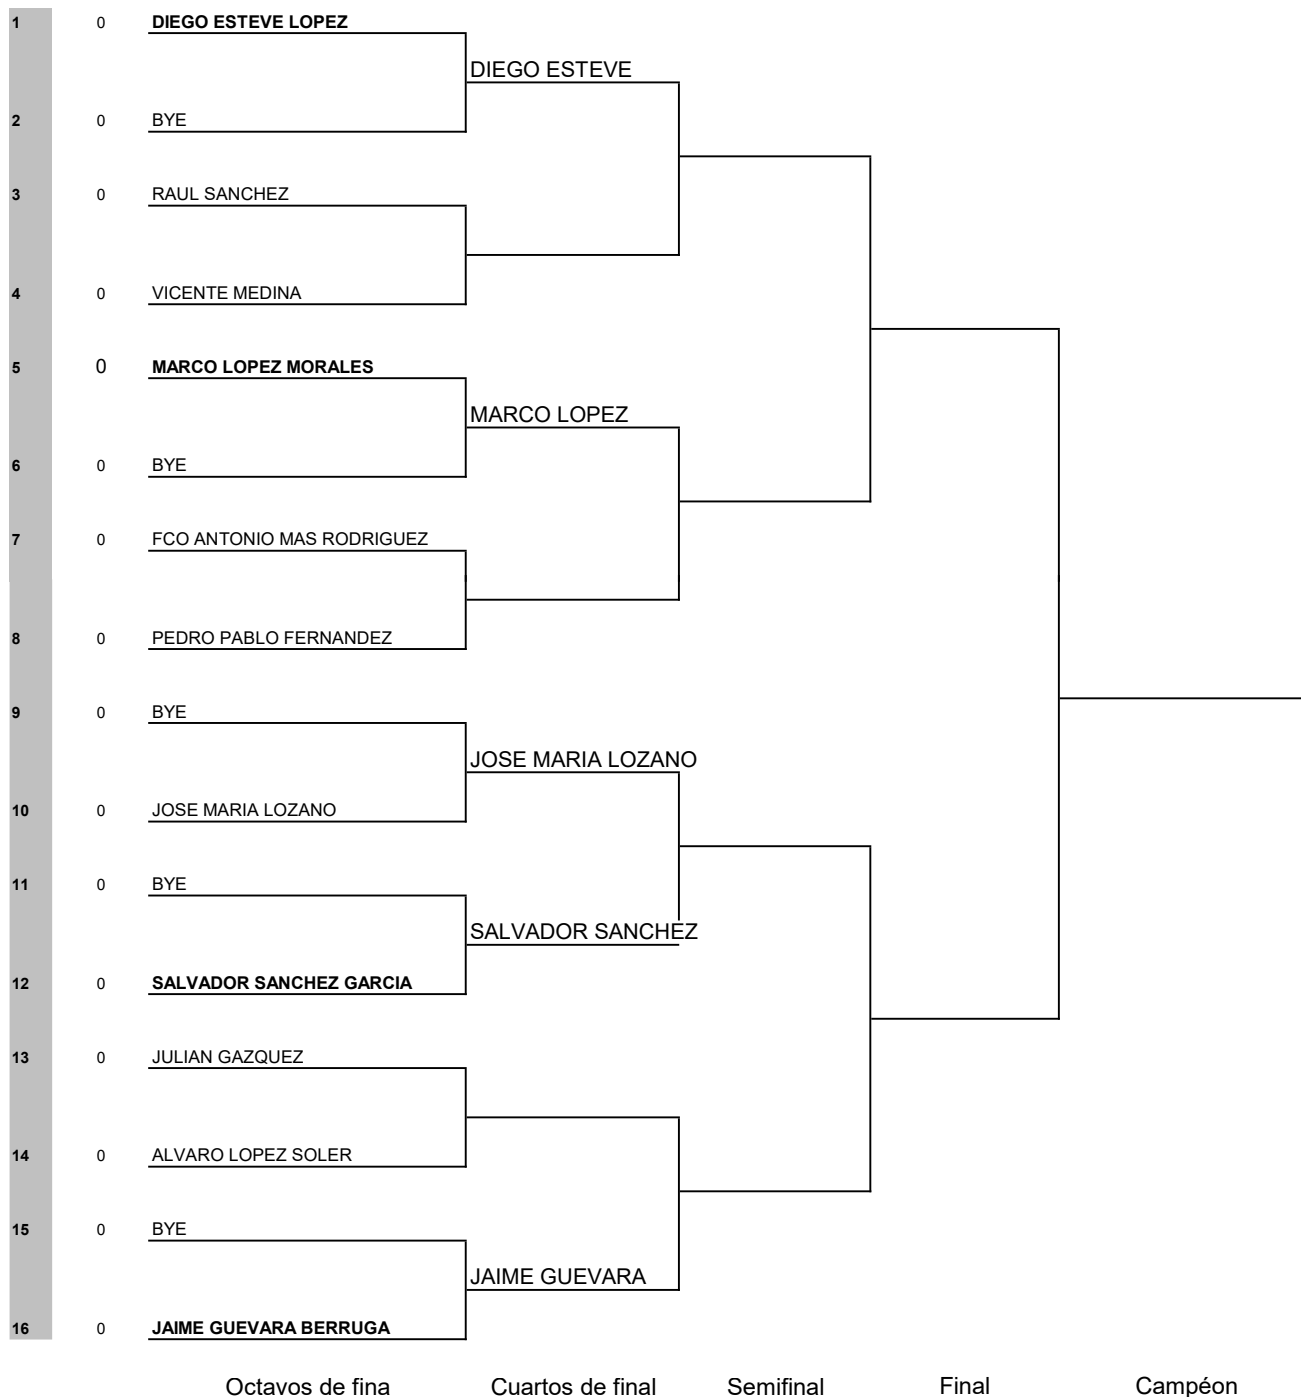 1 0 DIEGO ESTEVE LOPEZ
DIEGO ESTEVE
2 0 BYE
3 0 RAUL SANCHEZ
4 0 VICENTE MEDINA
5 0 MARCO LOPEZ MORALES
MARCO LOPEZ
6 0 BYE
7 0 FCO ANTONIO MAS RODRIGUEZ
8 0 PEDRO PABLO FERNANDEZ
9 0 BYE
JOSE MARIA LOZANO
10 0 JOSE MARIA LOZANO
11 0 BYE
SALVADOR SANCHEZ
12 0 SALVADOR SANCHEZ GARCIA
13 0 JULIAN GAZQUEZ
14 0 ALVARO LOPEZ SOLER
15 0 BYE
JAIME GUEVARA
16 0 JAIME GUEVARA BERRUGA
Octavos de fina Cuartos de final Semifinal Final Campéon